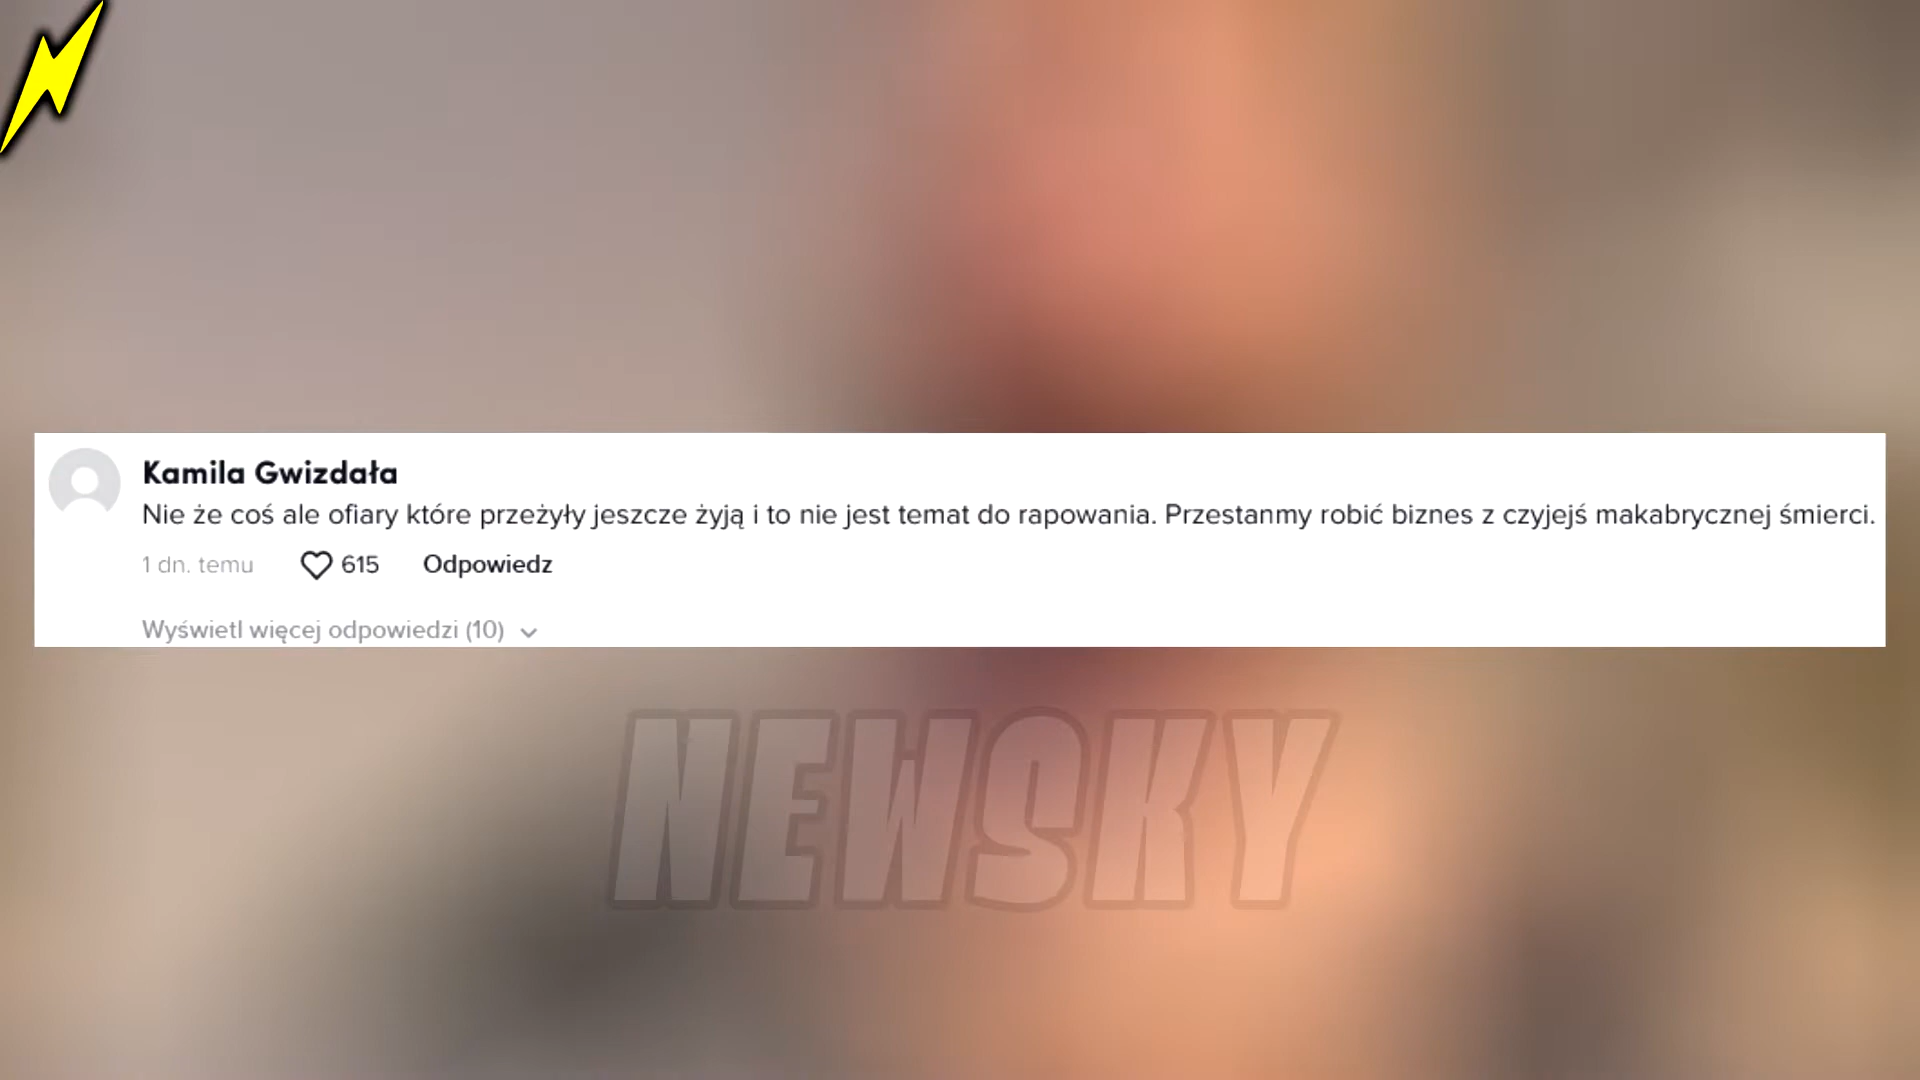 Kamila Gwizdała
Nie że coś ale ofiary które przeżyły jeszcze żyją i to nie jest temat do rapowania. Przestanmy robić biznes z czyjejś makabrycznej śmierci.
1 dn. temu 615 Odpowiedz
Wyświetl więcej odpowiedzi (10)
NEWSKY